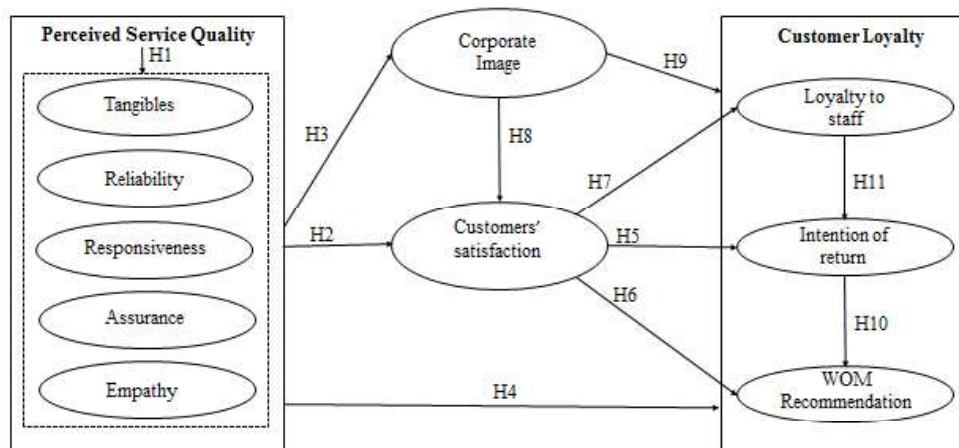 Perceived Service Quality
H1
Tangibles
Reliability
Responsiveness
Assurance
Empathy
H3
H2
H4
Corporate
Image
H8
Customers'
satisfaction
H9
H7
H5
H6
Customer Loyalty
Loyalty to
staff
H11
Intention of
return
H10
WOM
Recommendation